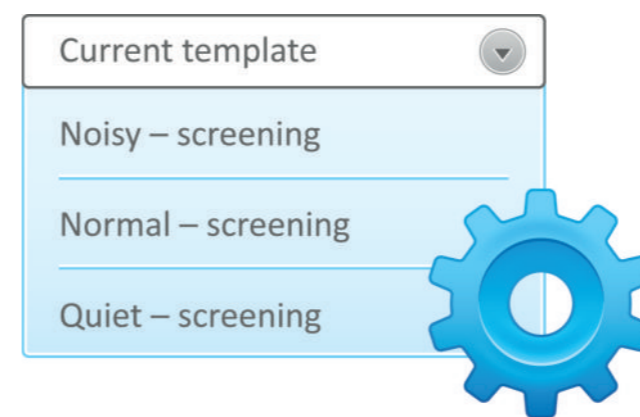 Current template
Noisy – screening
Normal – screening
Quiet – screening